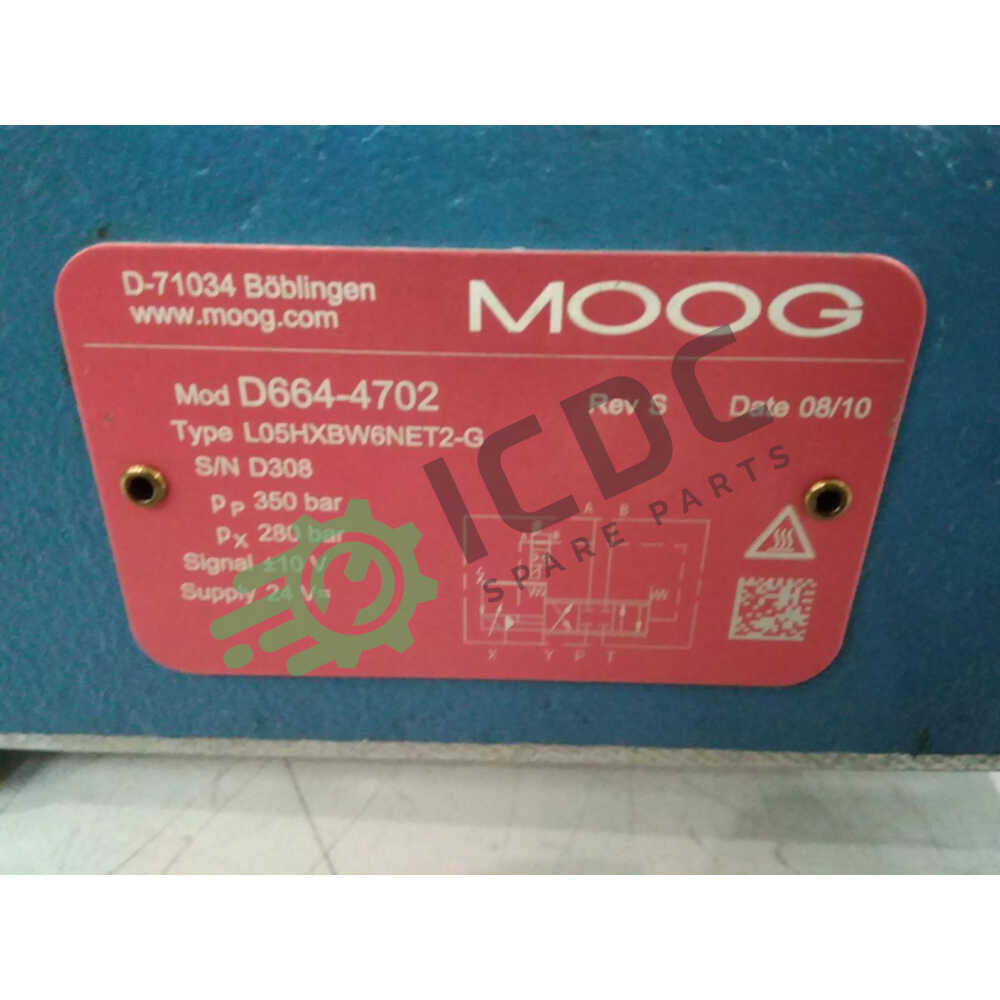 D-71034 Böblingen
www.moog.com
MOOG
Mod D664-4702
Rev S
Date 08/10
Type L05HXBW6NET2-G
S/N D308
pP 350 bar
pX 280 bar
Signal ±10 V
Supply 24 V=
A B
A B
X Y P T
ICDC
SPARE PARTS